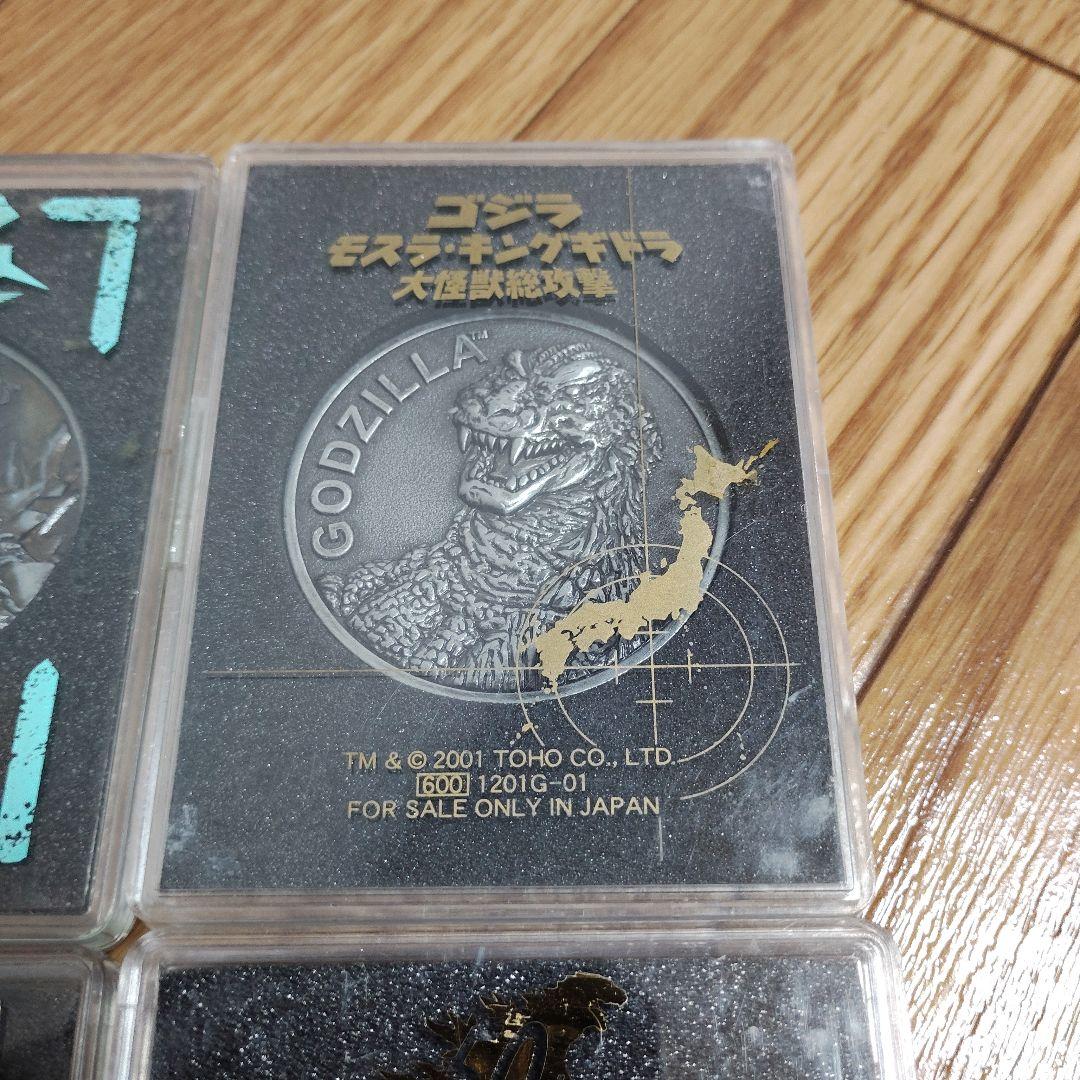 ゴジラ
モスラ・キングギドラ
大怪獣総攻撃
GODZILLA™
TM & © 2001 TOHO CO., LTD.
600 1201G-01
FOR SALE ONLY IN JAPAN